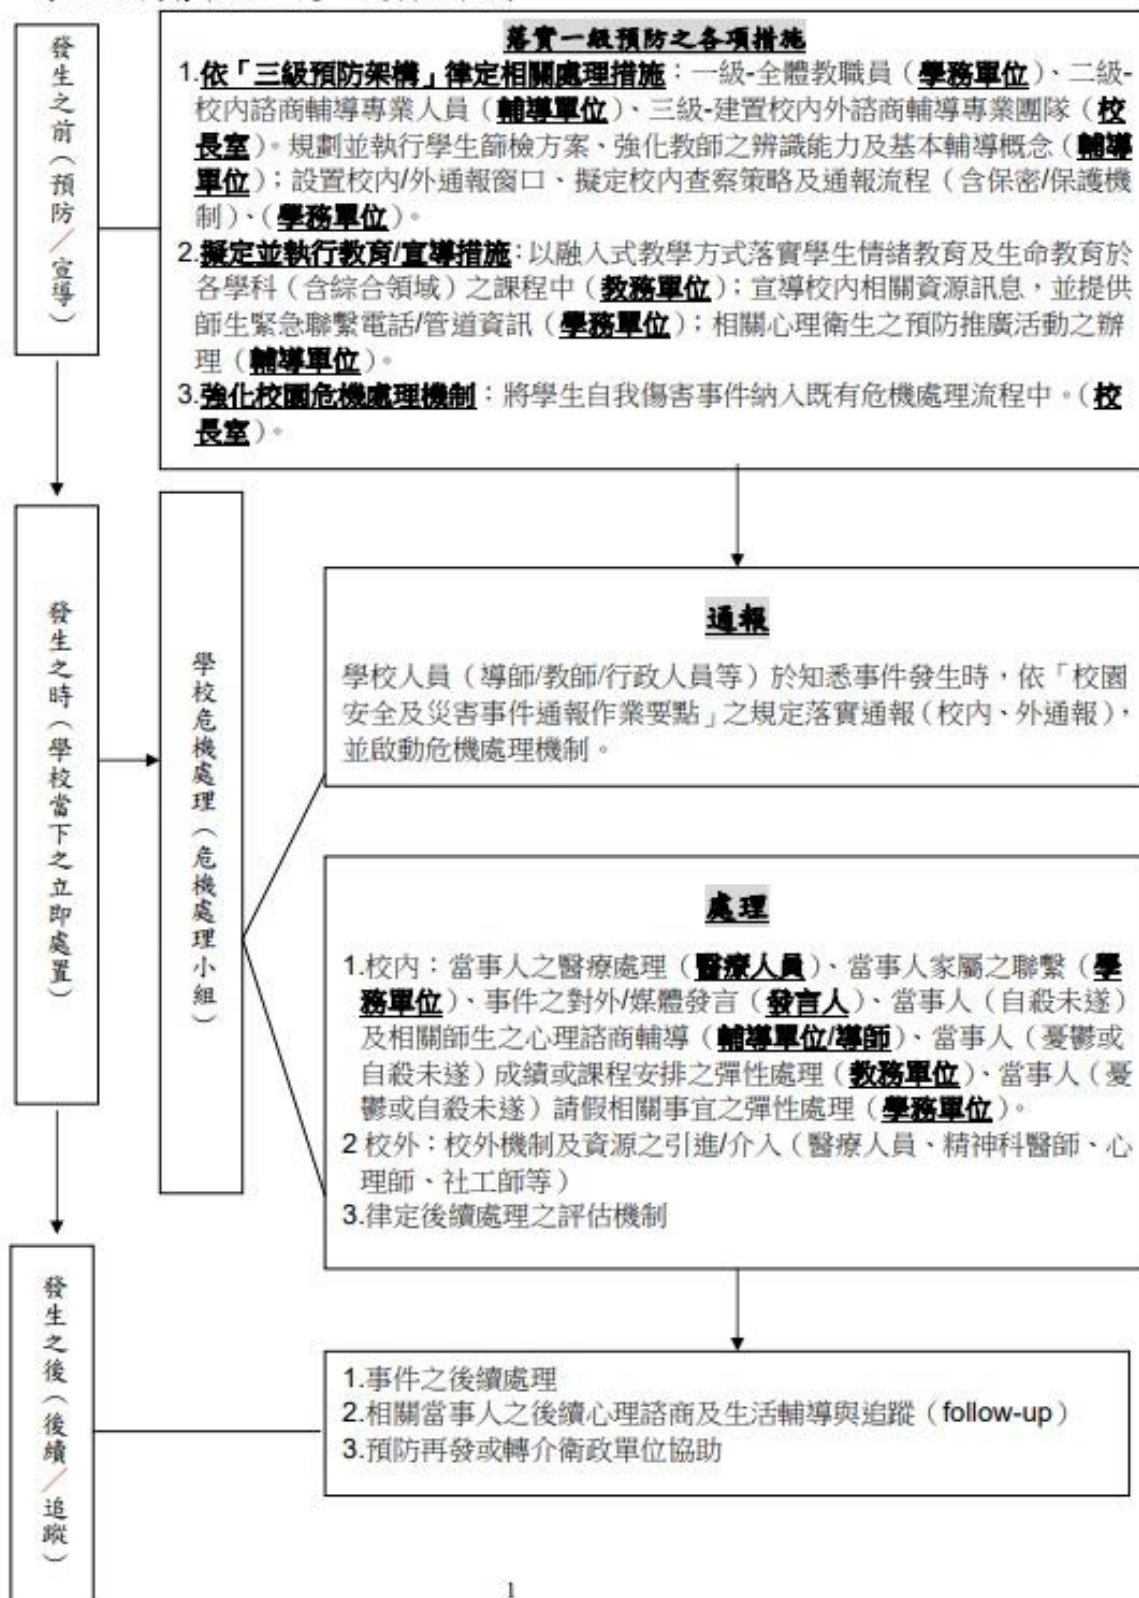 發生之前（預防／宣導）
落實一級預防之各項措施
1.依「三級預防架構」律定相關處理措施：一級-全體教職員（學務單位）、二級-
校內諮商輔導專業人員（輔導單位）、三級-建置校內外諮商輔導專業團隊（校
長室）。規劃並執行學生篩檢方案、強化教師之辨識能力及基本輔導概念（輔導
單位）；設置校內/外通報窗口、擬定校內查察策略及通報流程（含保密/保護機
制）、（學務單位）。
2.擬定並執行教育/宣導措施：以融入式教學方式落實學生情緒教育及生命教育於
各學科（含綜合領域）之課程中（教務單位）；宣導校內相關資源訊息，並提供
師生緊急聯繫電話/管道資訊（學務單位）；相關心理衛生之預防推廣活動之辦
理（輔導單位）。
3.強化校園危機處理機制：將學生自我傷害事件納入既有危機處理流程中。（校
長室）。
發生之時（學校當下之立即處置）
學校危機處理（危機處理小組）
通報
學校人員（導師/教師/行政人員等）於知悉事件發生時，依「校園
安全及災害事件通報作業要點」之規定落實通報（校內、外通報），
並啟動危機處理機制。
處理
1.校內：當事人之醫療處理（醫療人員）、當事人家屬之聯繫（學
務單位）、事件之對外/媒體發言（發言人）、當事人（自殺未遂）
及相關師生之心理諮商輔導（輔導單位/導師）、當事人（憂鬱或
自殺未遂）成績或課程安排之彈性處理（教務單位）、當事人（憂
鬱或自殺未遂）請假相關事宜之彈性處理（學務單位）。
2 校外：校外機制及資源之引進/介入（醫療人員、精神科醫師、心
理師、社工師等）
3.律定後續處理之評估機制
發生之後（後續／追蹤）
1.事件之後續處理
2.相關當事人之後續心理諮商及生活輔導與追蹤（follow-up）
3.預防再發或轉介衛政單位協助
1